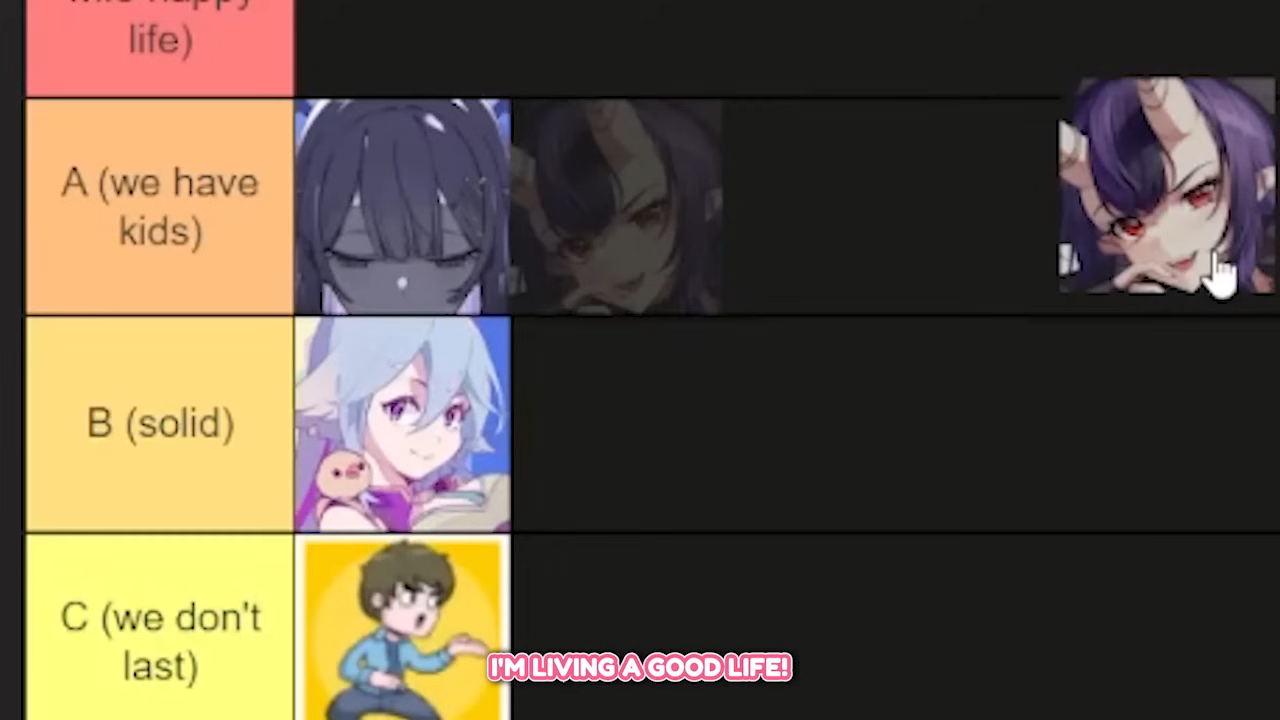 life)
A (we have
kids)
B (solid)
C (we don't
last)
I'M LIVING A GOOD LIFE!